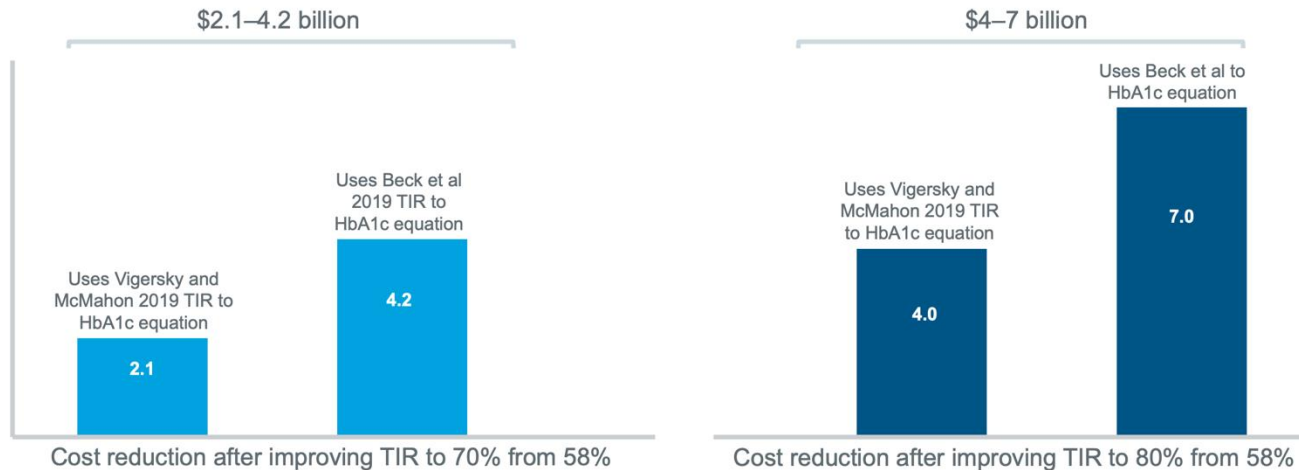 $2.1–4.2 billion
Uses Vigersky and
McMahon 2019 TIR to
HbA1c equation
2.1
Uses Beck et al
2019 TIR to
HbA1c equation
4.2
Cost reduction after improving TIR to 70% from 58%
$4–7 billion
Uses Vigersky and
McMahon 2019 TIR
to HbA1c equation
4.0
Uses Beck et al to
HbA1c equation
7.0
Cost reduction after improving TIR to 80% from 58%